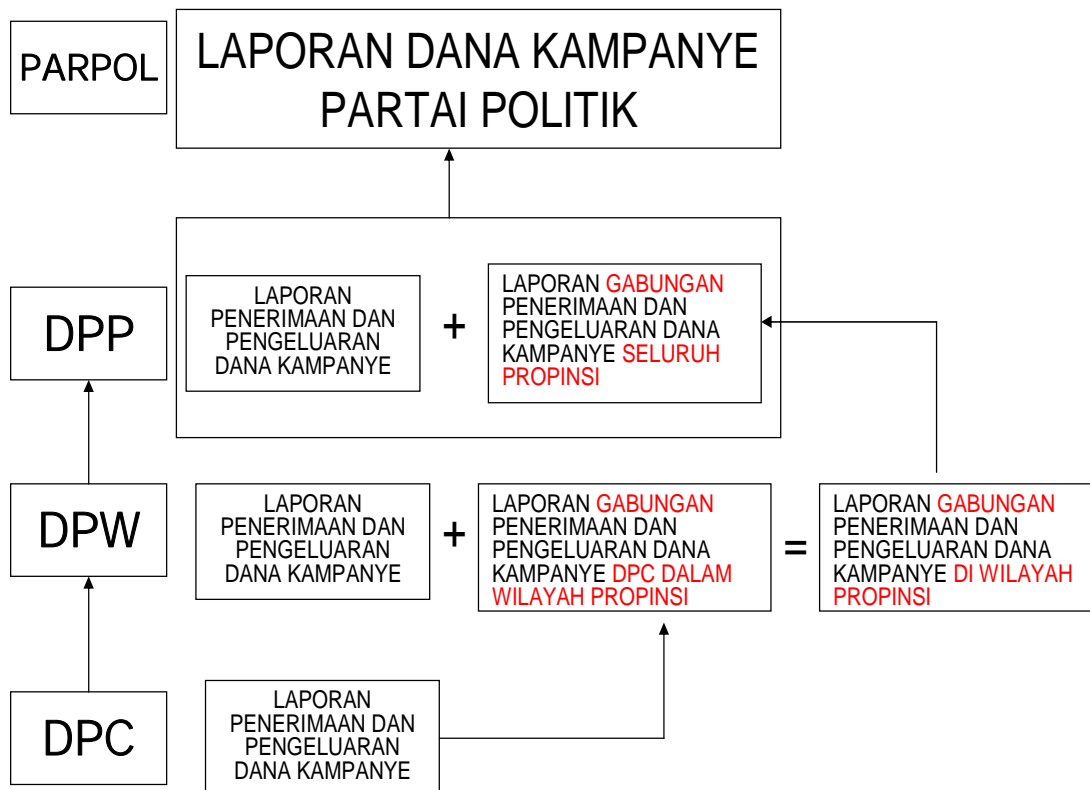 PARPOL
LAPORAN DANA KAMPANYE
PARTAI POLITIK
DPP
LAPORAN
PENERIMAAN DAN
PENGELUARAN
DANA KAMPANYE
+
LAPORAN GABUNGAN
PENERIMAAN DAN
PENGELUARAN DANA
KAMPANYE SELURUH
PROPINSI
DPW
LAPORAN
PENERIMAAN DAN
PENGELUARAN
DANA KAMPANYE
+
LAPORAN GABUNGAN
PENERIMAAN DAN
PENGELUARAN DANA
KAMPANYE DPC DALAM
WILAYAH PROPINSI
=
LAPORAN GABUNGAN
PENERIMAAN DAN
PENGELUARAN DANA
KAMPANYE DI WILAYAH
PROPINSI
DPC
LAPORAN
PENERIMAAN DAN
PENGELUARAN
DANA KAMPANYE